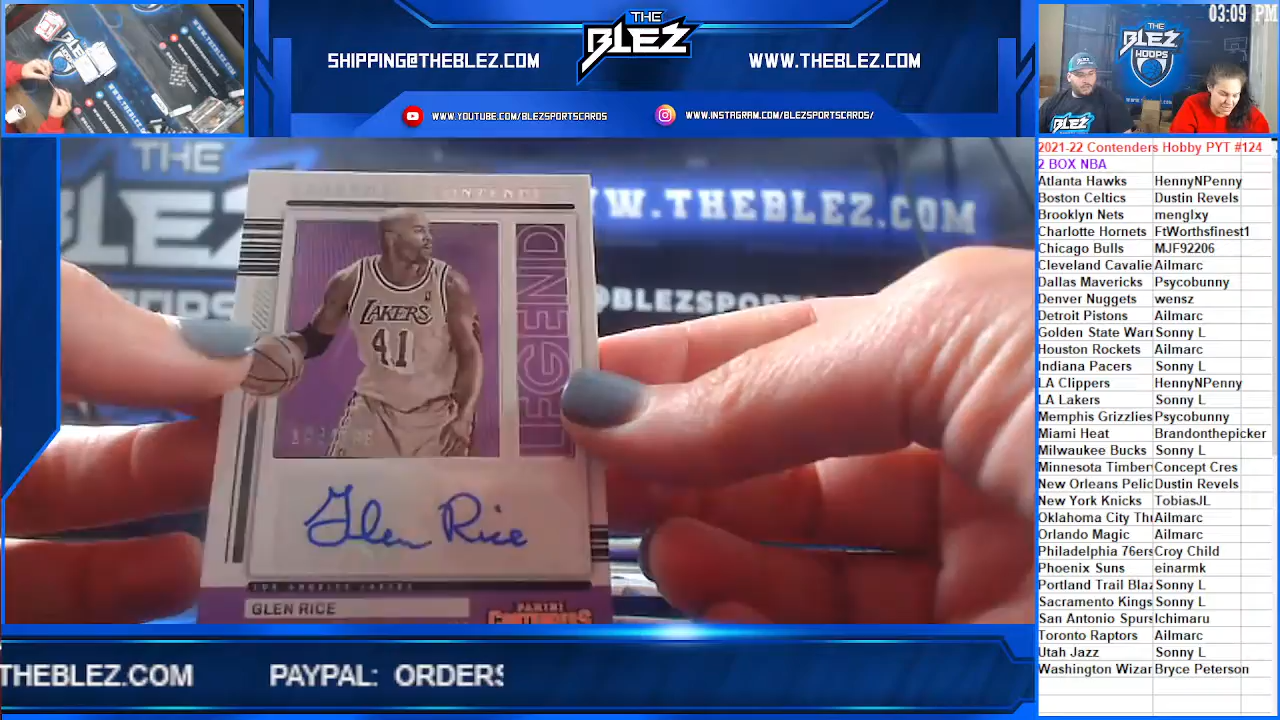 THE
BLEZ
SHIPPING@THEBLEZ.COM
WWW.THEBLEZ.COM
WWW.YOUTUBE.COM/BLEZSPORTSCARDS
WWW.INSTAGRAM.COM/BLEZSPORTSCAROS/
03:09 PM
THE
BLEZ
HOOPS
BLEZ
THE
WWW.THEBLEZ.COM
LAKERS
41
LEGEND
Glen Rice
LOS ANGELES LAKERS
GLEN RICE
PANINI
THEBLEZ.COM PAYPAL: ORDERS
2021-22 Contenders Hobby PYT #124
2 BOX NBA
Atlanta Hawks HennyNPenny
Boston Celtics Dustin Revels
Brooklyn Nets menglxy
Charlotte Hornets FtWorthsfinest1
Chicago Bulls MJF92206
Cleveland Cavalie Ailmarc
Dallas Mavericks Psycobunny
Denver Nuggets wensz
Detroit Pistons Ailmarc
Golden State Warr Sonny L
Houston Rockets Ailmarc
Indiana Pacers Sonny L
LA Clippers HennyNPenny
LA Lakers Sonny L
Memphis Grizzlies Psycobunny
Miami Heat Brandonthepicker
Milwaukee Bucks Sonny L
Minnesota Timber Concept Cres
New Orleans Pelic Dustin Revels
New York Knicks TobiasJL
Oklahoma City Thu Ailmarc
Orlando Magic Ailmarc
Philadelphia 76ers Croy Child
Phoenix Suns einarmk
Portland Trail Blaz Sonny L
Sacramento Kings Sonny L
San Antonio Spurs Ichimaru
Toronto Raptors Ailmarc
Utah Jazz Sonny L
Washington Wizar Bryce Peterson